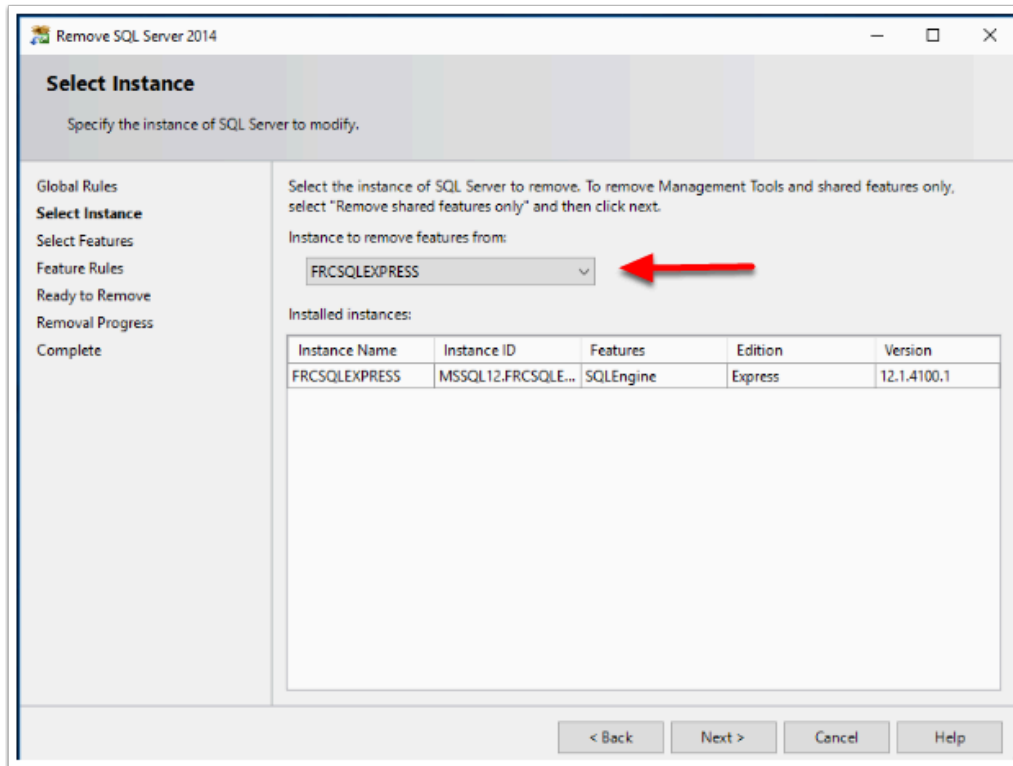 Remove SQL Server 2014
Select Instance
Specify the instance of SQL Server to modify.
Global Rules
Select Instance
Select Features
Feature Rules
Ready to Remove
Removal Progress
Complete
Select the instance of SQL Server to remove. To remove Management Tools and shared features only,
select "Remove shared features only" and then click next.
Instance to remove features from:
FRCSQLEXPRESS
Installed instances:
Instance Name Instance ID Features Edition Version
FRCSQLEXPRESS MSSQL12.FRCSQLE... SQLEngine Express 12.1.4100.1
< Back Next > Cancel Help